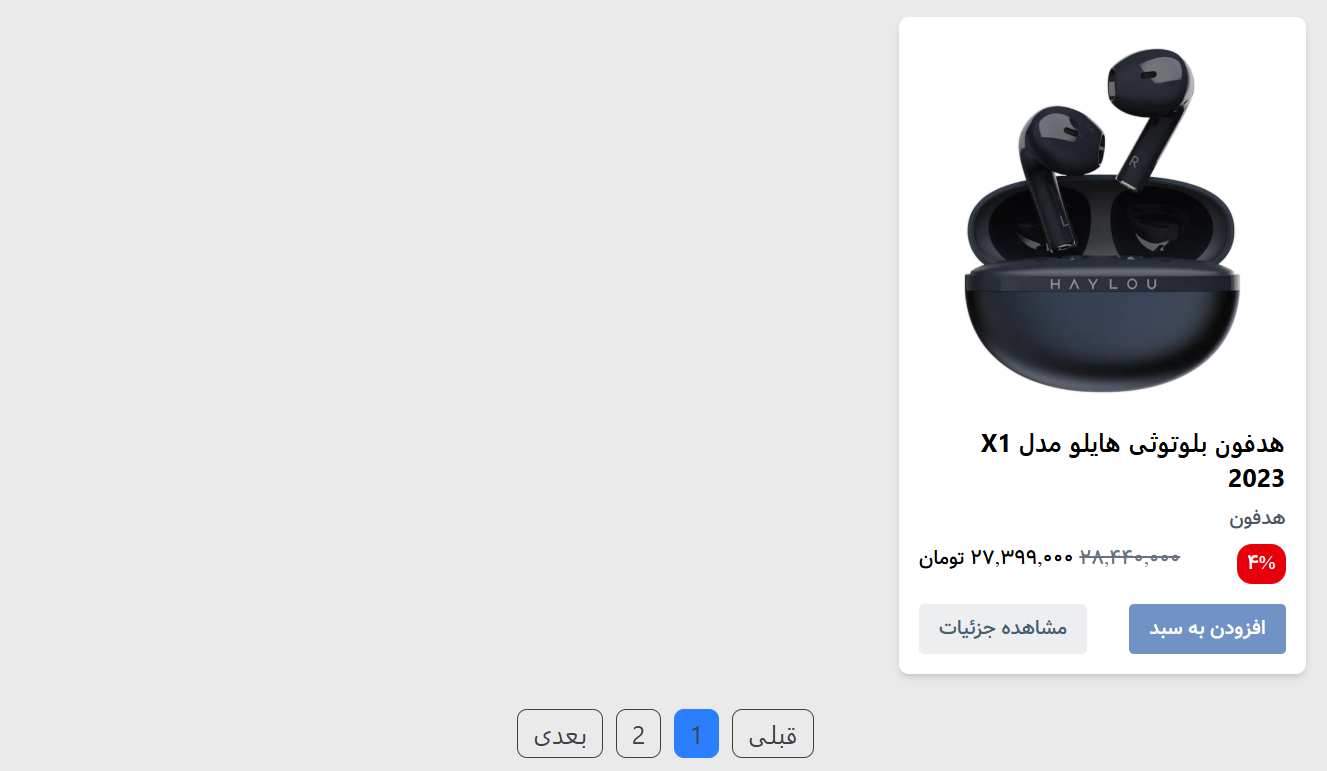 R
L
HAYLOU
هدفون بلوتوثی هایلو مدل X1
2023
هدفون
۴% ۲۸,۴۴۰,۰۰۰ ۲۷,۳۹۹,۰۰۰ تومان
افزودن به سبد مشاهده جزئیات
قبلی 1 2 بعدی